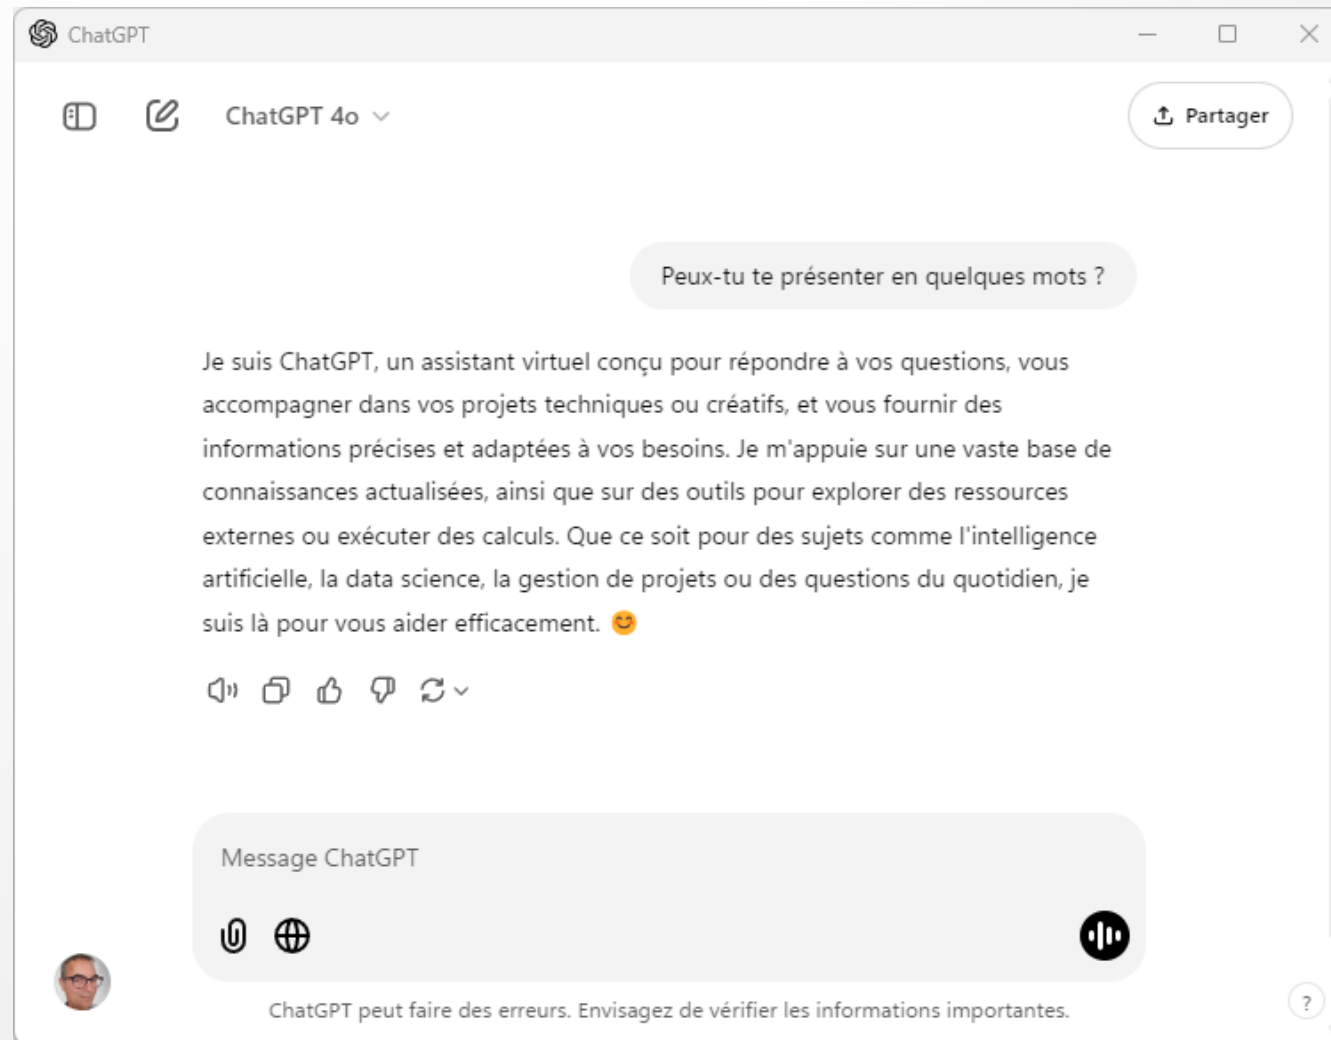 ChatGPT
ChatGPT 4o
Partager
Peux-tu te présenter en quelques mots ?
Je suis ChatGPT, un assistant virtuel conçu pour répondre à vos questions, vous
accompagner dans vos projets techniques ou créatifs, et vous fournir des
informations précises et adaptées à vos besoins. Je m'appuie sur une vaste base de
connaissances actualisées, ainsi que sur des outils pour explorer des ressources
externes ou exécuter des calculs. Que ce soit pour des sujets comme l'intelligence
artificielle, la data science, la gestion de projets ou des questions du quotidien, je
suis là pour vous aider efficacement. 😊
Message ChatGPT
ChatGPT peut faire des erreurs. Envisagez de vérifier les informations importantes.
?